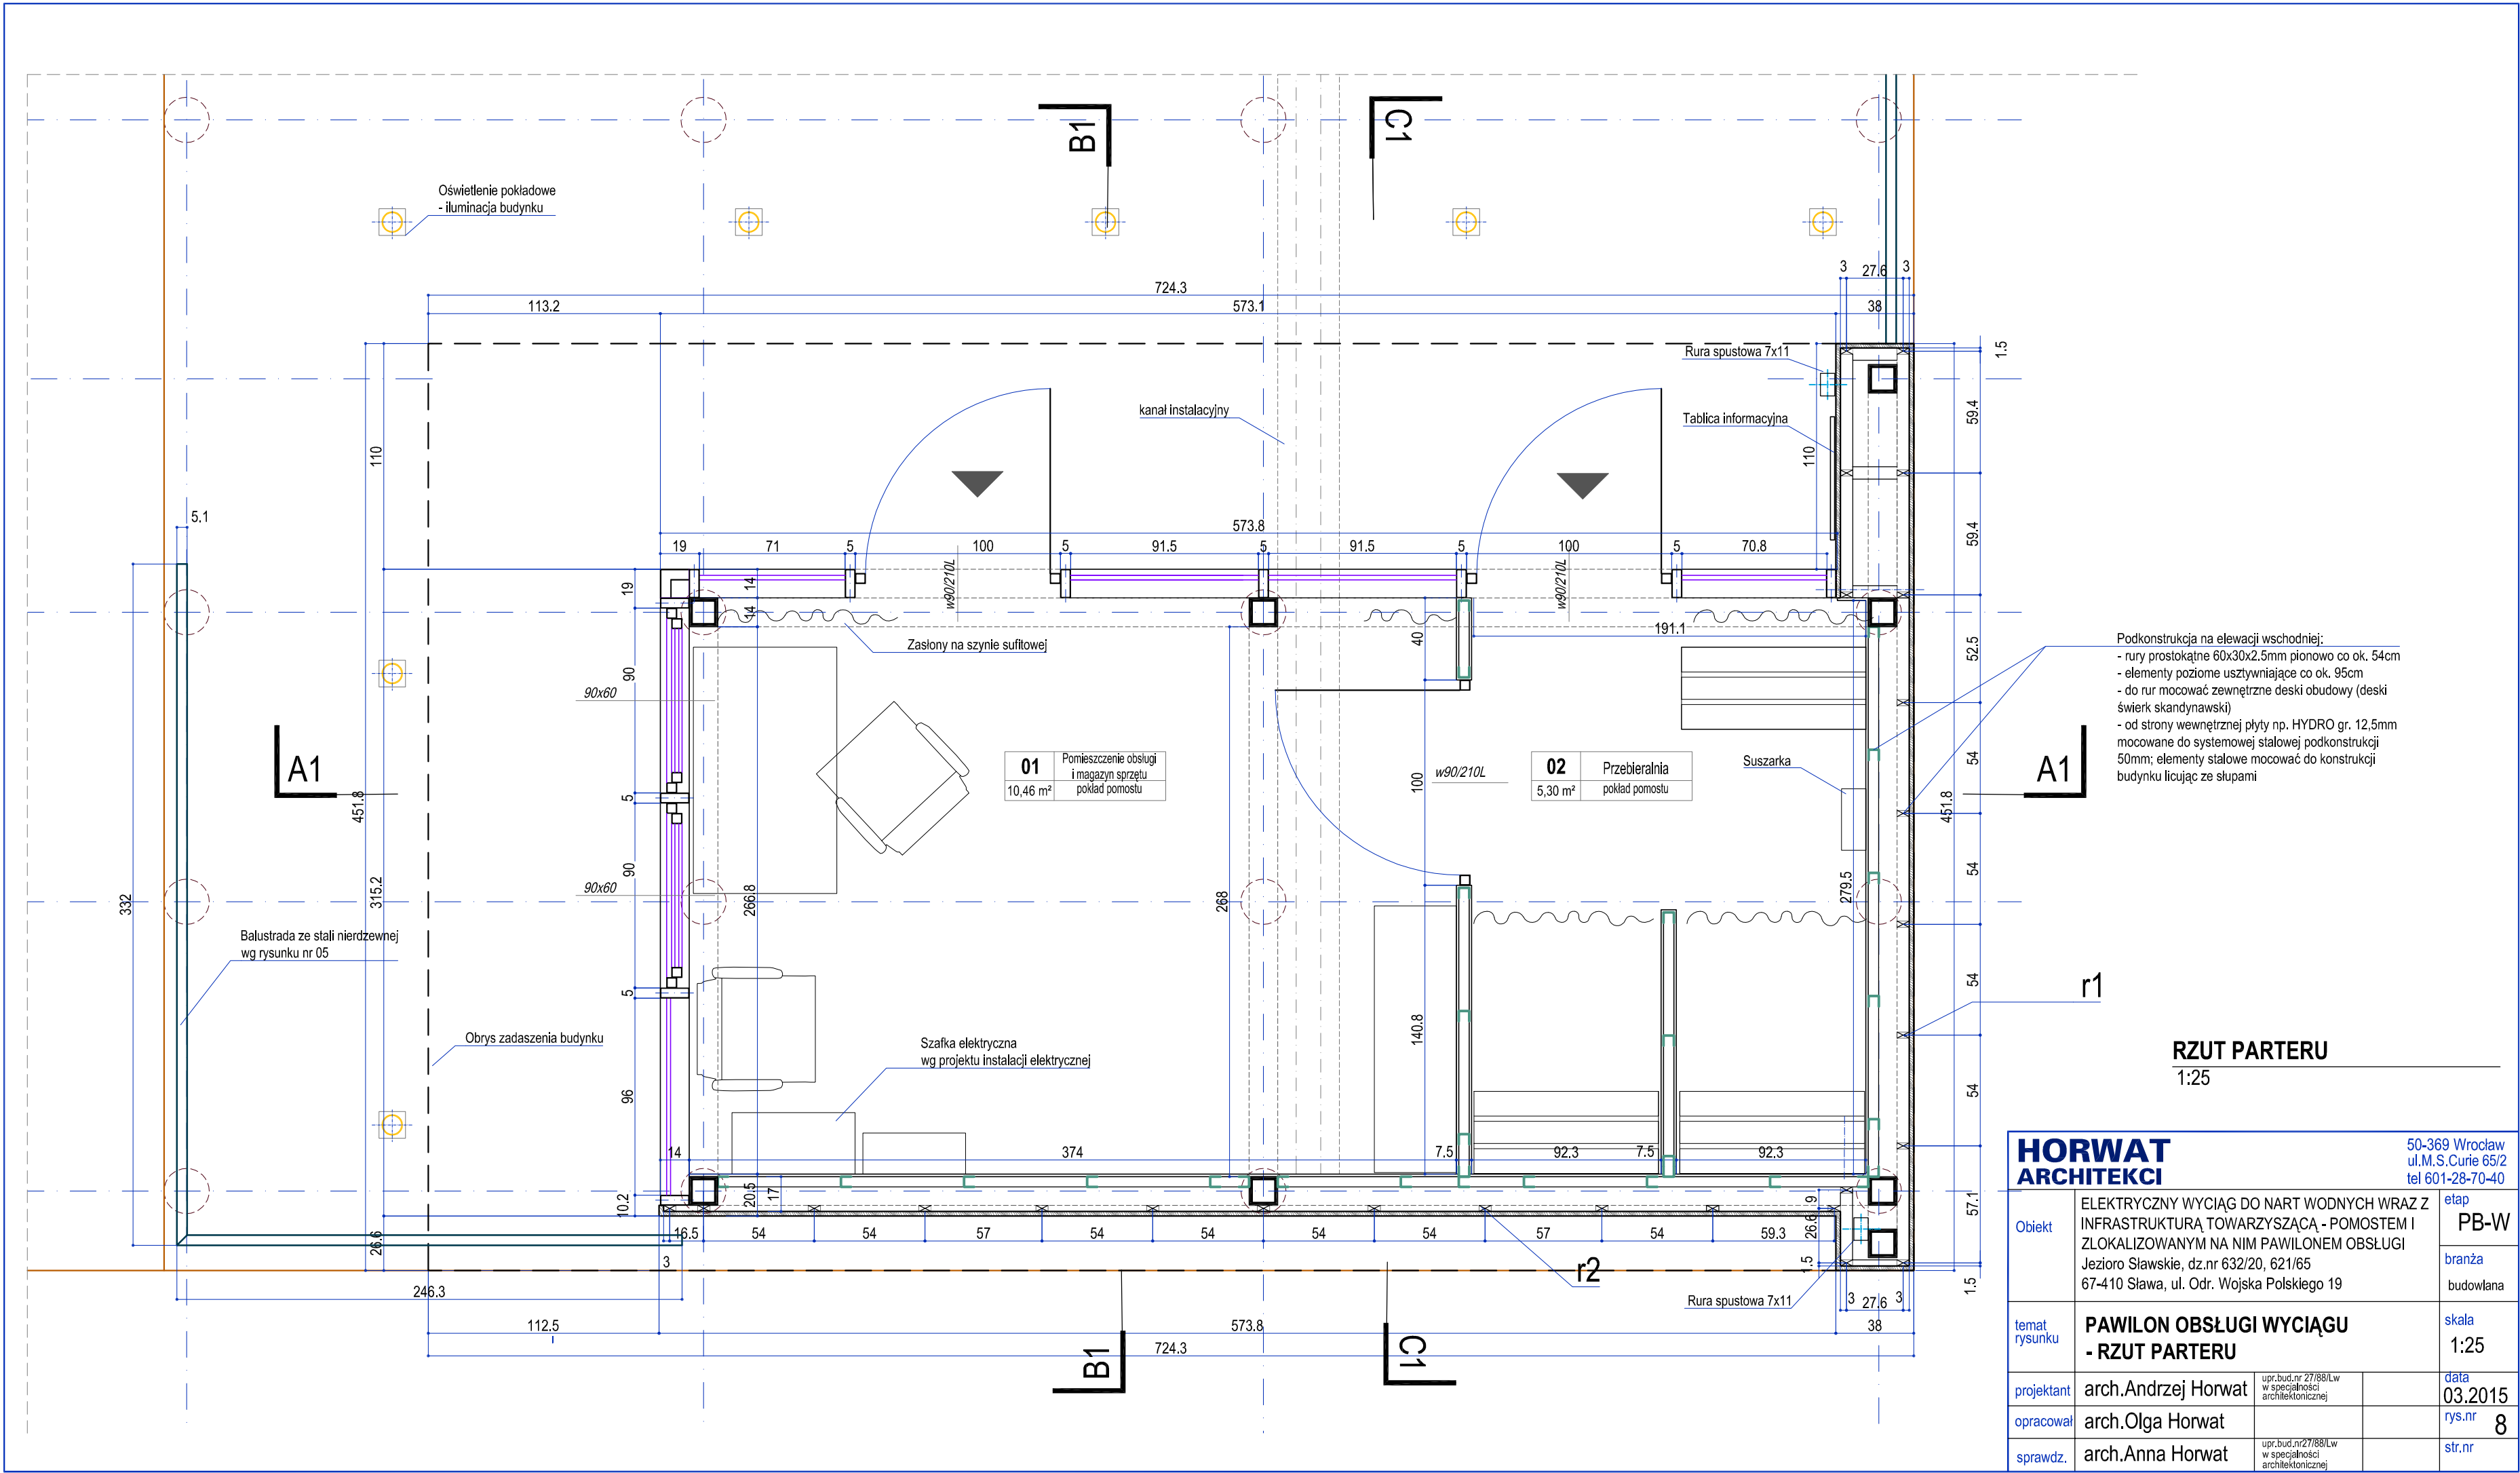 B1
C1
Oświetlenie pokładowe
- iluminacja budynku
3
27.6
3
724.3
113.2
573.1
38
Rura spustowa 7x11
1.5
kanał instalacyjny
Tablica informacyjna
59.4
110
110
5.1
573.8
59.4
19
71
5
100
5
91.5
5
91.5
5
100
5
70.8
19
14
w90/210L
w90/210L
14
Zasłony na szynie sufitowej
40
191.1
52.5
Podkonstrukcja na elewacji wschodniej:
- rury prostokątne 60x30x2.5mm pionowo co ok. 54cm
- elementy poziome usztywniające co ok. 95cm
- do rur mocować zewnętrzne deski obudowy (deski
świerk skandynawski)
- od strony wewnętrznej płyty np. HYDRO gr. 12,5mm
mocowane do systemowej stalowej podkonstrukcji
50mm; elementy stalowe mocować do konstrukcji
budynku licując ze słupami
90
90x60
A1
01
Pomieszczenie obsługi
i magazyn sprzętu
10,46 m²
pokład pomostu
w90/210L
100
02
Przebieralnia
5,30 m²
pokład pomostu
Suszarka
54
A1
451.8
5
451.8
90
90x60
54
332
315.2
266.8
268
279.5
Balustrada ze stali nierdzewnej
wg rysunku nr 05
5
54
r1
Obrys zadaszenia budynku
Szafka elektryczna
wg projektu instalacji elektrycznej
140.8
RZUT PARTERU
1:25
96
54
14
374
7.5
92.3
7.5
92.3
10.2
20.5
17
9
57.1
26.6
16.5
54
54
57
54
54
54
54
57
54
59.3
26.6
3
r2
1.5
1.5
246.3
Rura spustowa 7x11
3
27.6
3
112.5
573.8
38
724.3
B1
C1
HORWAT
ARCHITEKCI
50-369 Wrocław
ul.M.S.Curie 65/2
tel 601-28-70-40
Obiekt
ELEKTRYCZNY WYCIĄG DO NART WODNYCH WRAZ Z
INFRASTRUKTURĄ TOWARZYSZĄCĄ - POMOSTEM I
ZLOKALIZOWANYM NA NIM PAWILONEM OBSŁUGI
Jezioro Sławskie, dz.nr 632/20, 621/65
67-410 Sława, ul. Odr. Wojska Polskiego 19
etap
PB-W
branża
budowlana
temat
rysunku
PAWILON OBSŁUGI WYCIĄGU
- RZUT PARTERU
skala
1:25
projektant
arch.Andrzej Horwat
upr.bud.nr 27/88/Lw
w specjalności
architektonicznej
data
03.2015
opracował
arch.Olga Horwat
rys.nr
8
sprawdz.
arch.Anna Horwat
upr.bud.nr27/88/Lw
w specjalności
architektonicznej
str.nr